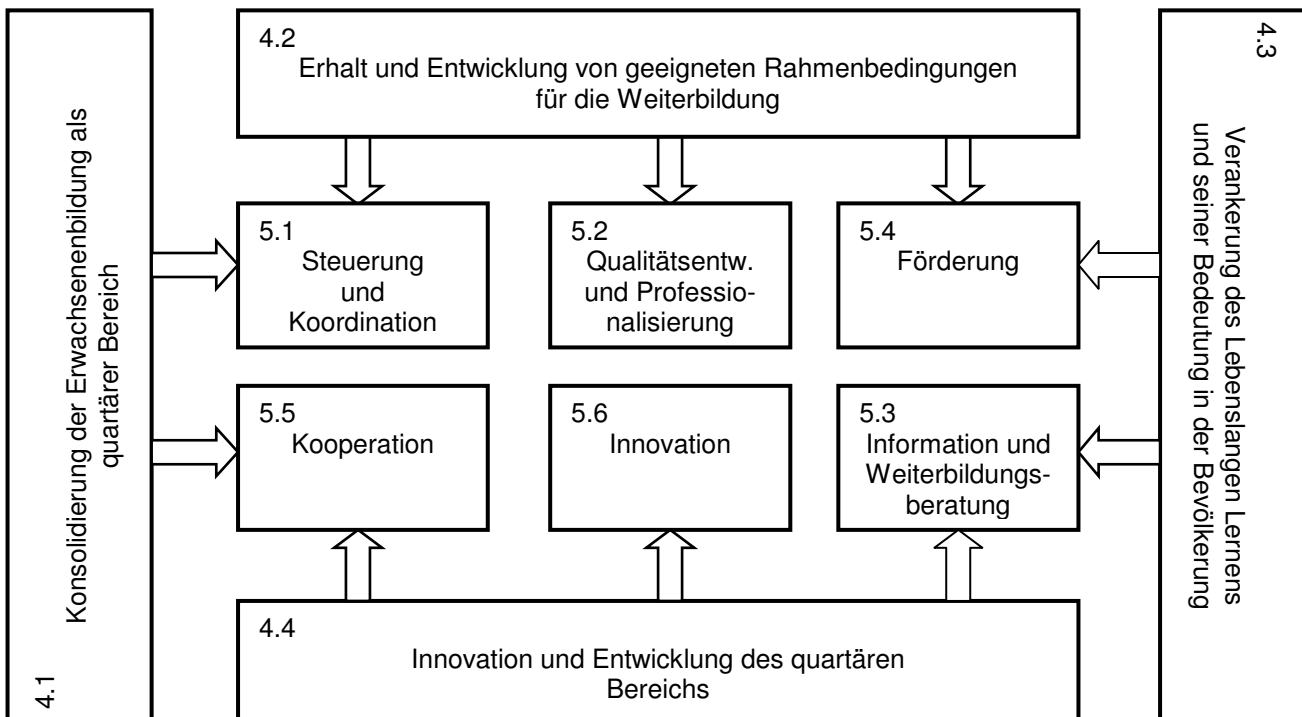 4.1
Konsolidierung der Erwachsenenbildung als
quartärer Bereich
4.2
Erhalt und Entwicklung von geeigneten Rahmenbedingungen
für die Weiterbildung
4.3
Verankerung des Lebenslangen Lernens
und seiner Bedeutung in der Bevölkerung
5.1
Steuerung
und
Koordination
5.2
Qualitätsentw.
und Professio-
nalisierung
5.4
Förderung
5.5
Kooperation
5.6
Innovation
5.3
Information und
Weiterbildungs-
beratung
4.4
Innovation und Entwicklung des quartären
Bereichs